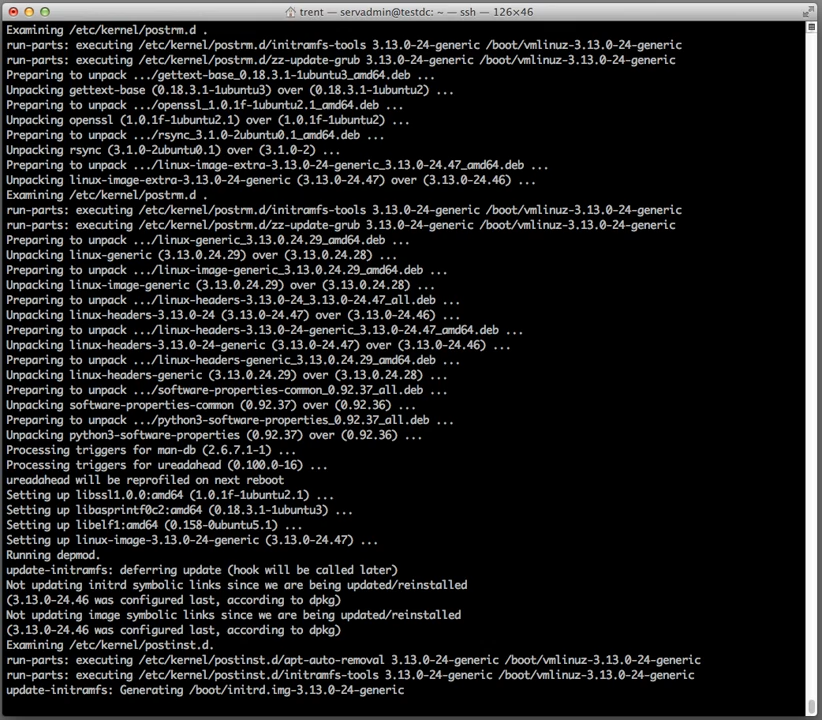 trent — servadmin@testdc: ~ — ssh — 126×46
Examining /etc/kernel/postrm.d .
run-parts: executing /etc/kernel/postrm.d/initramfs-tools 3.13.0-24-generic /boot/vmlinuz-3.13.0-24-generic
run-parts: executing /etc/kernel/postrm.d/zz-update-grub 3.13.0-24-generic /boot/vmlinuz-3.13.0-24-generic
Preparing to unpack .../gettext-base_0.18.3.1-1ubuntu3_amd64.deb ...
Unpacking gettext-base (0.18.3.1-1ubuntu3) over (0.18.3.1-1ubuntu2) ...
Preparing to unpack .../openssl_1.0.1f-1ubuntu2.1_amd64.deb ...
Unpacking openssl (1.0.1f-1ubuntu2.1) over (1.0.1f-1ubuntu2) ...
Preparing to unpack .../rsync_3.1.0-2ubuntu0.1_amd64.deb ...
Unpacking rsync (3.1.0-2ubuntu0.1) over (3.1.0-2) ...
Preparing to unpack .../linux-image-extra-3.13.0-24-generic_3.13.0-24.47_amd64.deb ...
Unpacking linux-image-extra-3.13.0-24-generic (3.13.0-24.47) over (3.13.0-24.46) ...
Examining /etc/kernel/postrm.d .
run-parts: executing /etc/kernel/postrm.d/initramfs-tools 3.13.0-24-generic /boot/vmlinuz-3.13.0-24-generic
run-parts: executing /etc/kernel/postrm.d/zz-update-grub 3.13.0-24-generic /boot/vmlinuz-3.13.0-24-generic
Preparing to unpack .../linux-generic_3.13.0.24.29_amd64.deb ...
Unpacking linux-generic (3.13.0.24.29) over (3.13.0.24.28) ...
Preparing to unpack .../linux-image-generic_3.13.0.24.29_amd64.deb ...
Unpacking linux-image-generic (3.13.0.24.29) over (3.13.0.24.28) ...
Preparing to unpack .../linux-headers-3.13.0-24_3.13.0-24.47_all.deb ...
Unpacking linux-headers-3.13.0-24 (3.13.0-24.47) over (3.13.0-24.46) ...
Preparing to unpack .../linux-headers-3.13.0-24-generic_3.13.0-24.47_amd64.deb ...
Unpacking linux-headers-3.13.0-24-generic (3.13.0-24.47) over (3.13.0-24.46) ...
Preparing to unpack .../linux-headers-generic_3.13.0.24.29_amd64.deb ...
Unpacking linux-headers-generic (3.13.0.24.29) over (3.13.0.24.28) ...
Preparing to unpack .../software-properties-common_0.92.37_all.deb ...
Unpacking software-properties-common (0.92.37) over (0.92.36) ...
Preparing to unpack .../python3-software-properties_0.92.37_all.deb ...
Unpacking python3-software-properties (0.92.37) over (0.92.36) ...
Processing triggers for man-db (2.6.7.1-1) ...
Processing triggers for ureadahead (0.100.0-16) ...
ureadahead will be reprofiled on next reboot
Setting up libssl1.0.0:amd64 (1.0.1f-1ubuntu2.1) ...
Setting up libasprintf0c2:amd64 (0.18.3.1-1ubuntu3) ...
Setting up libelf1:amd64 (0.158-0ubuntu5.1) ...
Setting up linux-image-3.13.0-24-generic (3.13.0-24.47) ...
Running depmod.
update-initramfs: deferring update (hook will be called later)
Not updating initrd symbolic links since we are being updated/reinstalled
(3.13.0-24.46 was configured last, according to dpkg)
Not updating image symbolic links since we are being updated/reinstalled
(3.13.0-24.46 was configured last, according to dpkg)
Examining /etc/kernel/postinst.d.
run-parts: executing /etc/kernel/postinst.d/apt-auto-removal 3.13.0-24-generic /boot/vmlinuz-3.13.0-24-generic
run-parts: executing /etc/kernel/postinst.d/initramfs-tools 3.13.0-24-generic /boot/vmlinuz-3.13.0-24-generic
update-initramfs: Generating /boot/initrd.img-3.13.0-24-generic